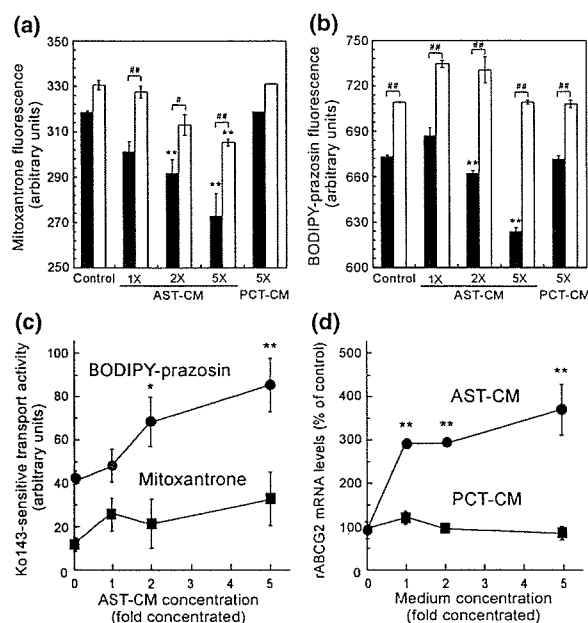 (a)
Mitoxantrone fluorescence
(arbitrary units)
350
330
310
290
270
250
##
#
##
**
**
**
Control 1X 2X 5X 5X
AST-CM PCT-CM
(b)
BODIPY-prazosin fluorescence
(arbitrary units)
760
720
680
640
600
##
##
##
##
##
**
**
Control 1X 2X 5X 5X
AST-CM PCT-CM
(c)
Ko143-sensitive transport activity
(arbitrary units)
100
80
60
40
20
0
BODIPY-prazosin
Mitoxantrone
*
**
0 1 2 3 4 5
AST-CM concentration
(fold concentrated)
(d)
rABCG2 mRNA levels (% of control)
500
400
300
200
100
0
AST-CM
PCT-CM
**
**
**
0 1 2 3 4 5
Medium concentration
(fold concentrated)